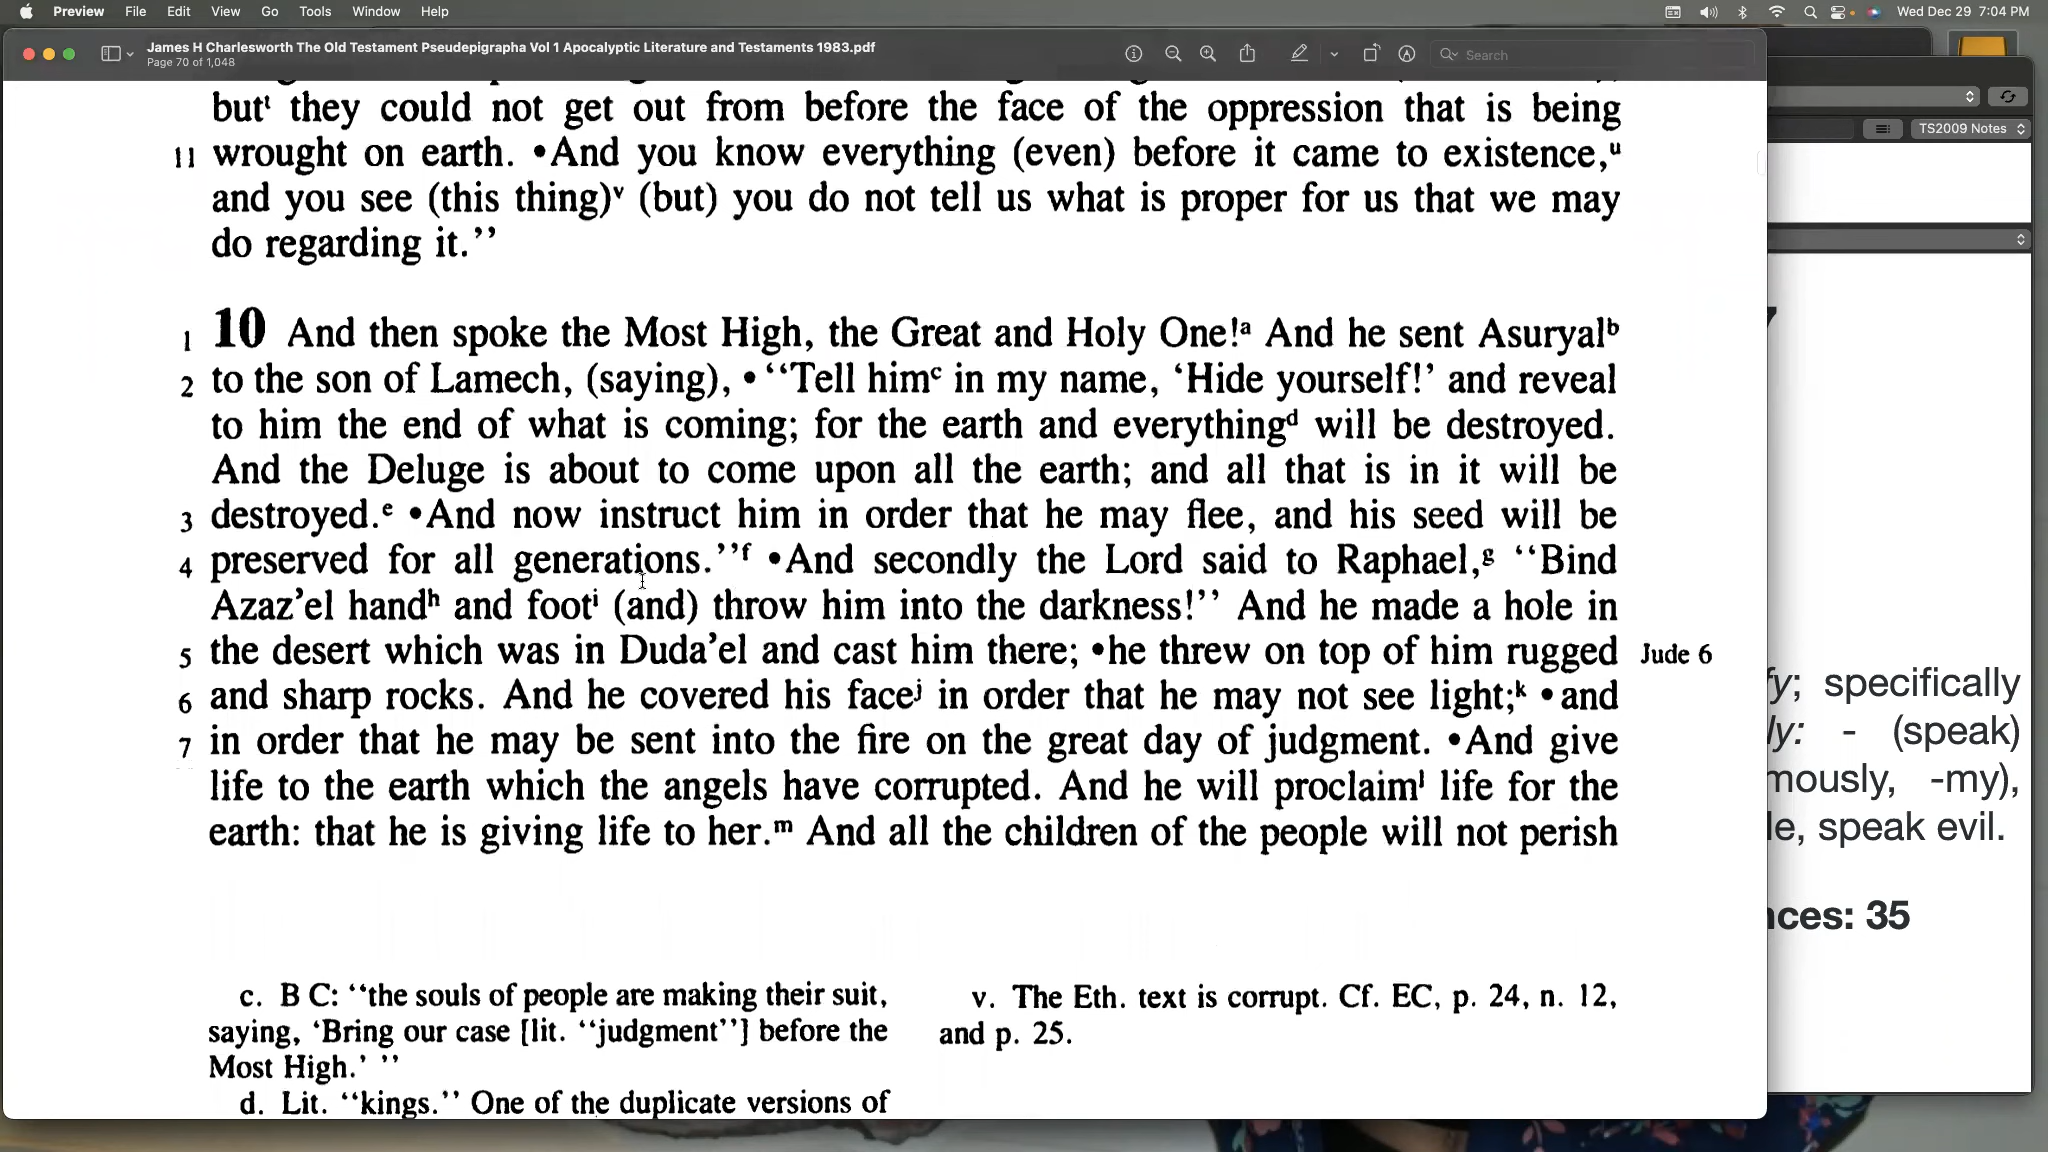 Preview File Edit View Go Tools Window Help
Wed Dec 29 7:04 PM
James H Charlesworth The Old Testament Pseudepigrapha Vol 1 Apocalyptic Literature and Testaments 1983.pdf
Page 70 of 1,048
Search
butᵗ they could not get out from before the face of the oppression that is being
11 wrought on earth. •And you know everything (even) before it came to existence,ᵘ
and you see (this thing)ᵛ (but) you do not tell us what is proper for us that we may
do regarding it.’’
1 10 And then spoke the Most High, the Great and Holy One!ᵃ And he sent Asuryalᵇ
2 to the son of Lamech, (saying), •‘‘Tell himᶜ in my name, ‘Hide yourself!’ and reveal
to him the end of what is coming; for the earth and everythingᵈ will be destroyed.
And the Deluge is about to come upon all the earth; and all that is in it will be
3 destroyed.ᵉ •And now instruct him in order that he may flee, and his seed will be
4 preserved for all generations.’’ᶠ •And secondly the Lord said to Raphael,ᵍ ‘‘Bind
Azaz’el handʰ and footⁱ (and) throw him into the darkness!’’ And he made a hole in
5 the desert which was in Duda’el and cast him there; •he threw on top of him rugged Jude 6
6 and sharp rocks. And he covered his faceʲ in order that he may not see light;ᵏ •and
7 in order that he may be sent into the fire on the great day of judgment. •And give
life to the earth which the angels have corrupted. And he will proclaimˡ life for the
earth: that he is giving life to her.ᵐ And all the children of the people will not perish
c. B C: ‘‘the souls of people are making their suit,
saying, ‘Bring our case [lit. ‘‘judgment’’] before the
Most High.’ ’’
d. Lit. ‘‘kings.’’ One of the duplicate versions of
v. The Eth. text is corrupt. Cf. EC, p. 24, n. 12,
and p. 25.
TS2009 Notes
7
fy; specifically
ly: - (speak)
mously, -my),
le, speak evil.
nces: 35